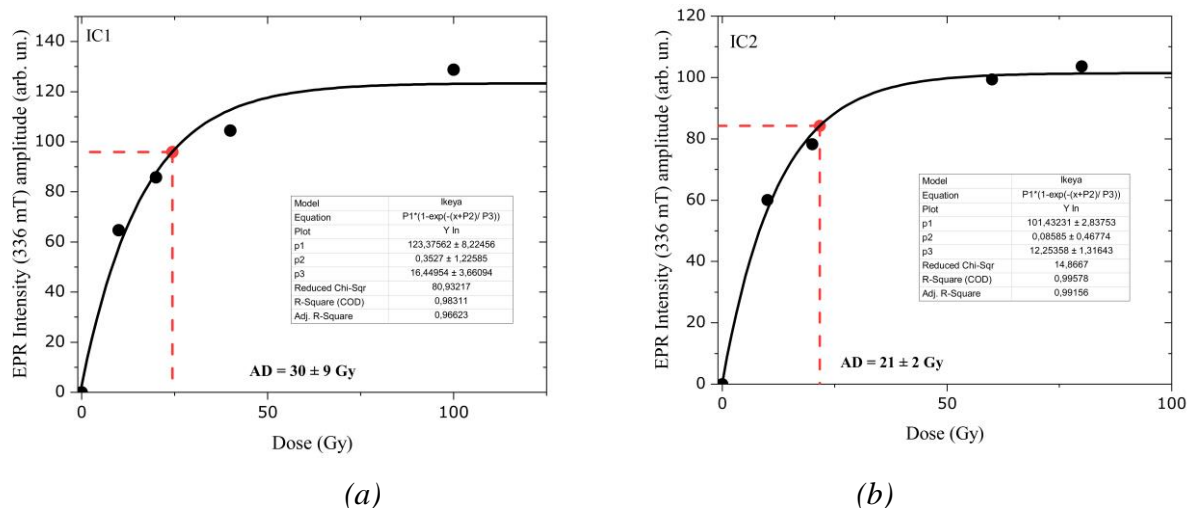 IC1
EPR Intensity (336 mT) amplitude (arb. un.)
140
120
100
80
60
40
20
0
Model Ikeya
Equation P1*(1-exp(-(x+P2)/ P3))
Plot Y In
p1 123,37562 ± 8,22456
p2 0,3527 ± 1,22585
p3 16,44954 ± 3,66094
Reduced Chi-Sqr 80,93217
R-Square (COD) 0,98311
Adj. R-Square 0,96623
AD = 30 ± 9 Gy
0 50 100
Dose (Gy)
(a)
IC2
EPR Intensity (336 mT) amplitude (arb. un.)
120
100
80
60
40
20
0
Model Ikeya
Equation P1*(1-exp(-(x+P2)/ P3))
Plot Y In
p1 101,43231 ± 2,83753
p2 0,08585 ± 0,46774
p3 12,25358 ± 1,31643
Reduced Chi-Sqr 14,8667
R-Square (COD) 0,99578
Adj. R-Square 0,99156
AD = 21 ± 2 Gy
0 50 100
Dose (Gy)
(b)